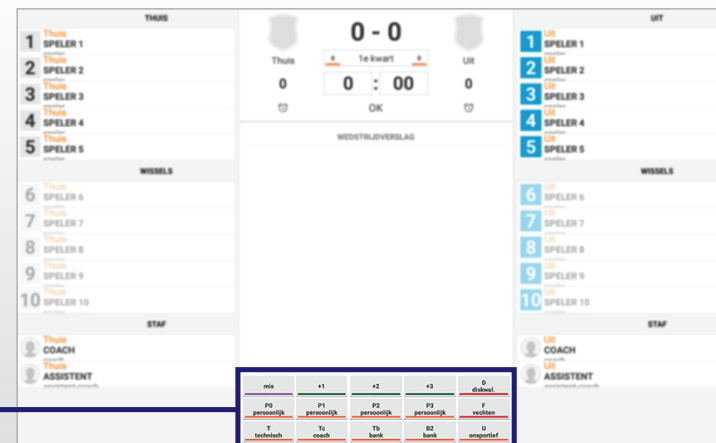 THUIS
1 Thuis
SPELER 1
2 Thuis
SPELER 2
3 Thuis
SPELER 3
4 Thuis
SPELER 4
5 Thuis
SPELER 5
WISSELS
6 Thuis
SPELER 6
7 Thuis
SPELER 7
8 Thuis
SPELER 8
9 Thuis
SPELER 9
10 Thuis
SPELER 10
STAF
Thuis
COACH
Thuis
ASSISTENT
0 - 0
Thuis
Uit
0 1e kwart 0
0 0 : 00 0
OK
WEDSTRIJDVERSLAG
mis +1 +2 +3 D diskwal.
P0 persoonlijk P1 persoonlijk P2 persoonlijk P3 persoonlijk F vechten
T technisch Tc coach Tb bank B2 bank U onsportief
UIT
1 Uit
SPELER 1
2 Uit
SPELER 2
3 Uit
SPELER 3
4 Uit
SPELER 4
5 Uit
SPELER 5
WISSELS
6 Uit
SPELER 6
7 Uit
SPELER 7
8 Uit
SPELER 8
9 Uit
SPELER 9
10 Uit
SPELER 10
STAF
Uit
COACH
Uit
ASSISTENT